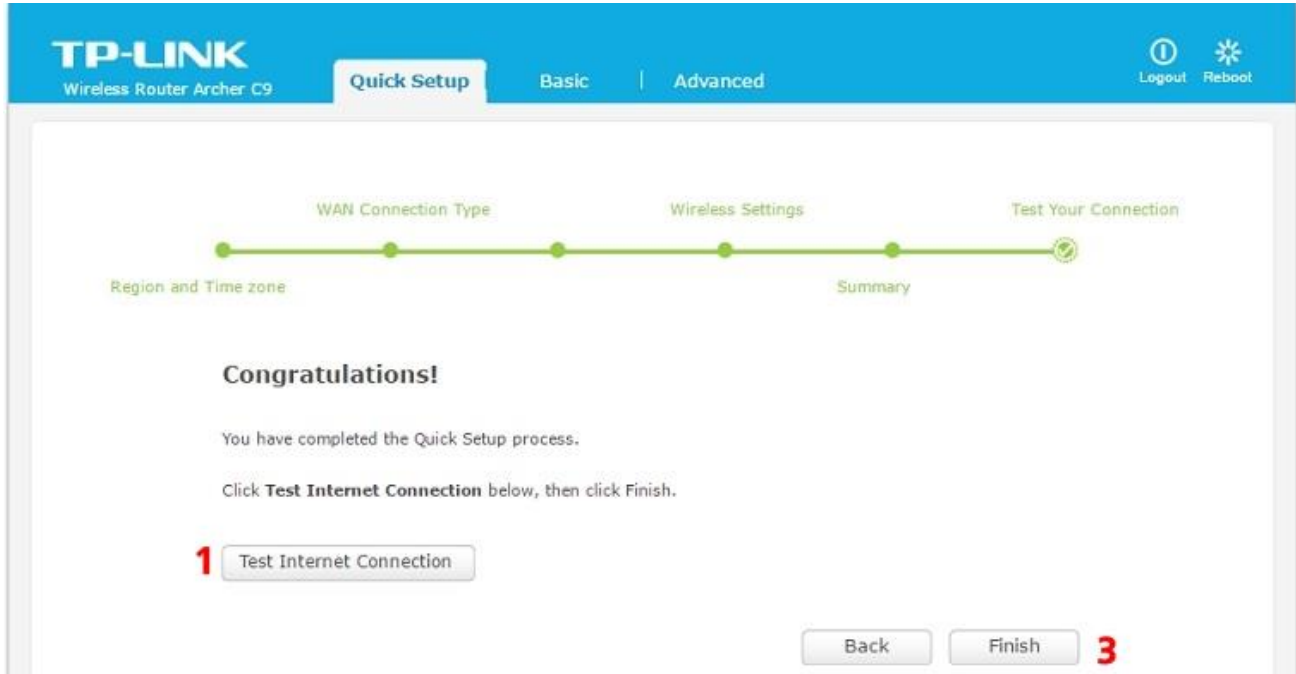 TP-LINK
Wireless Router Archer C9
Quick Setup
Basic
|
Advanced
Logout
Reboot
WAN Connection Type
Wireless Settings
Test Your Connection
Region and Time zone
Summary
Congratulations!
You have completed the Quick Setup process.
Click Test Internet Connection below, then click Finish.
1 Test Internet Connection
Back
Finish 3